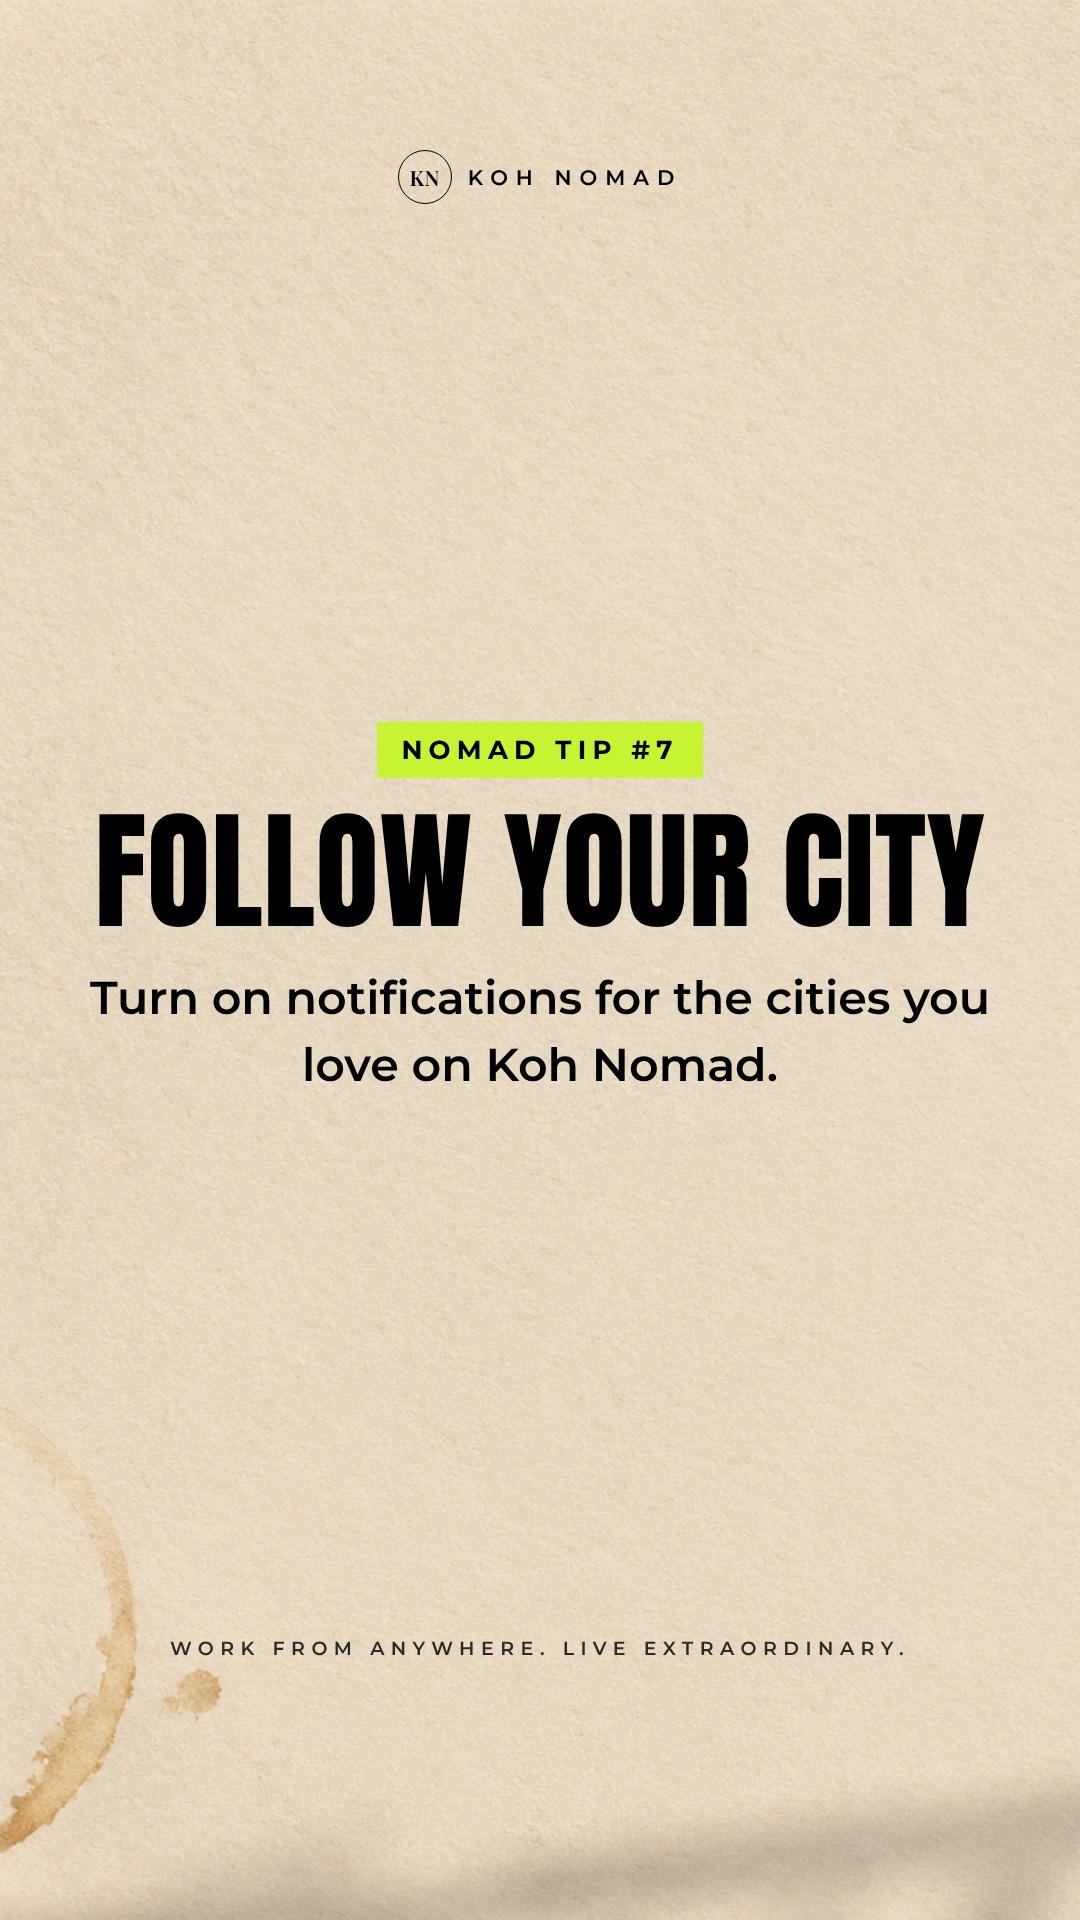 KN KOH NOMAD
NOMAD TIP #7
FOLLOW YOUR CITY
Turn on notifications for the cities you
love on Koh Nomad.
WORK FROM ANYWHERE. LIVE EXTRAORDINARY.